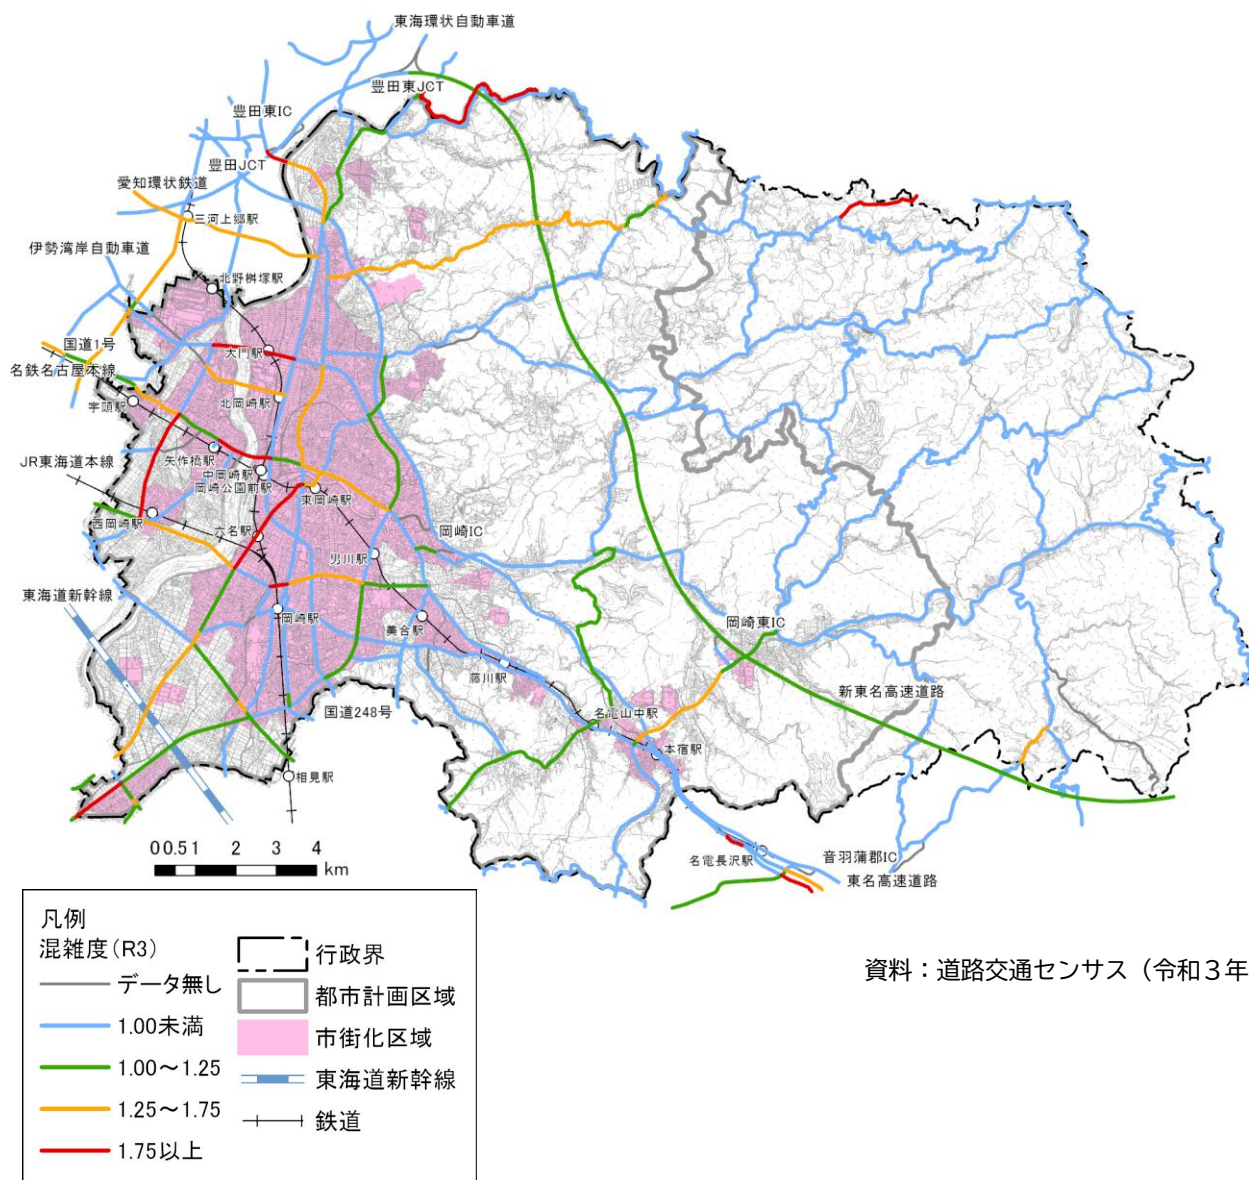 東海環状自動車道
豊田東JCT
豊田東IC
豊田JCT
愛知環状鉄道
三河上郷駅
伊勢湾岸自動車道
北野桝塚駅
国道1号
大門駅
名鉄名古屋本線
宇頭駅
北岡崎駅
矢作橋駅
JR東海道本線
中岡崎駅
岡崎公園前駅
東岡崎駅
西岡崎駅
六名駅
岡崎IC
男川駅
東海道新幹線
岡崎駅
美合駅
岡崎東IC
藤川駅
新東名高速道路
国道248号
名電山中駅
本宿駅
相見駅
0 0.5 1 2 3 4
km
名電長沢駅
音羽蒲郡IC
東名高速道路
凡例
混雑度(R3)
データ無し
1.00未満
1.00～1.25
1.25～1.75
1.75以上
行政界
都市計画区域
市街化区域
東海道新幹線
鉄道
資料：道路交通センサス（令和３年